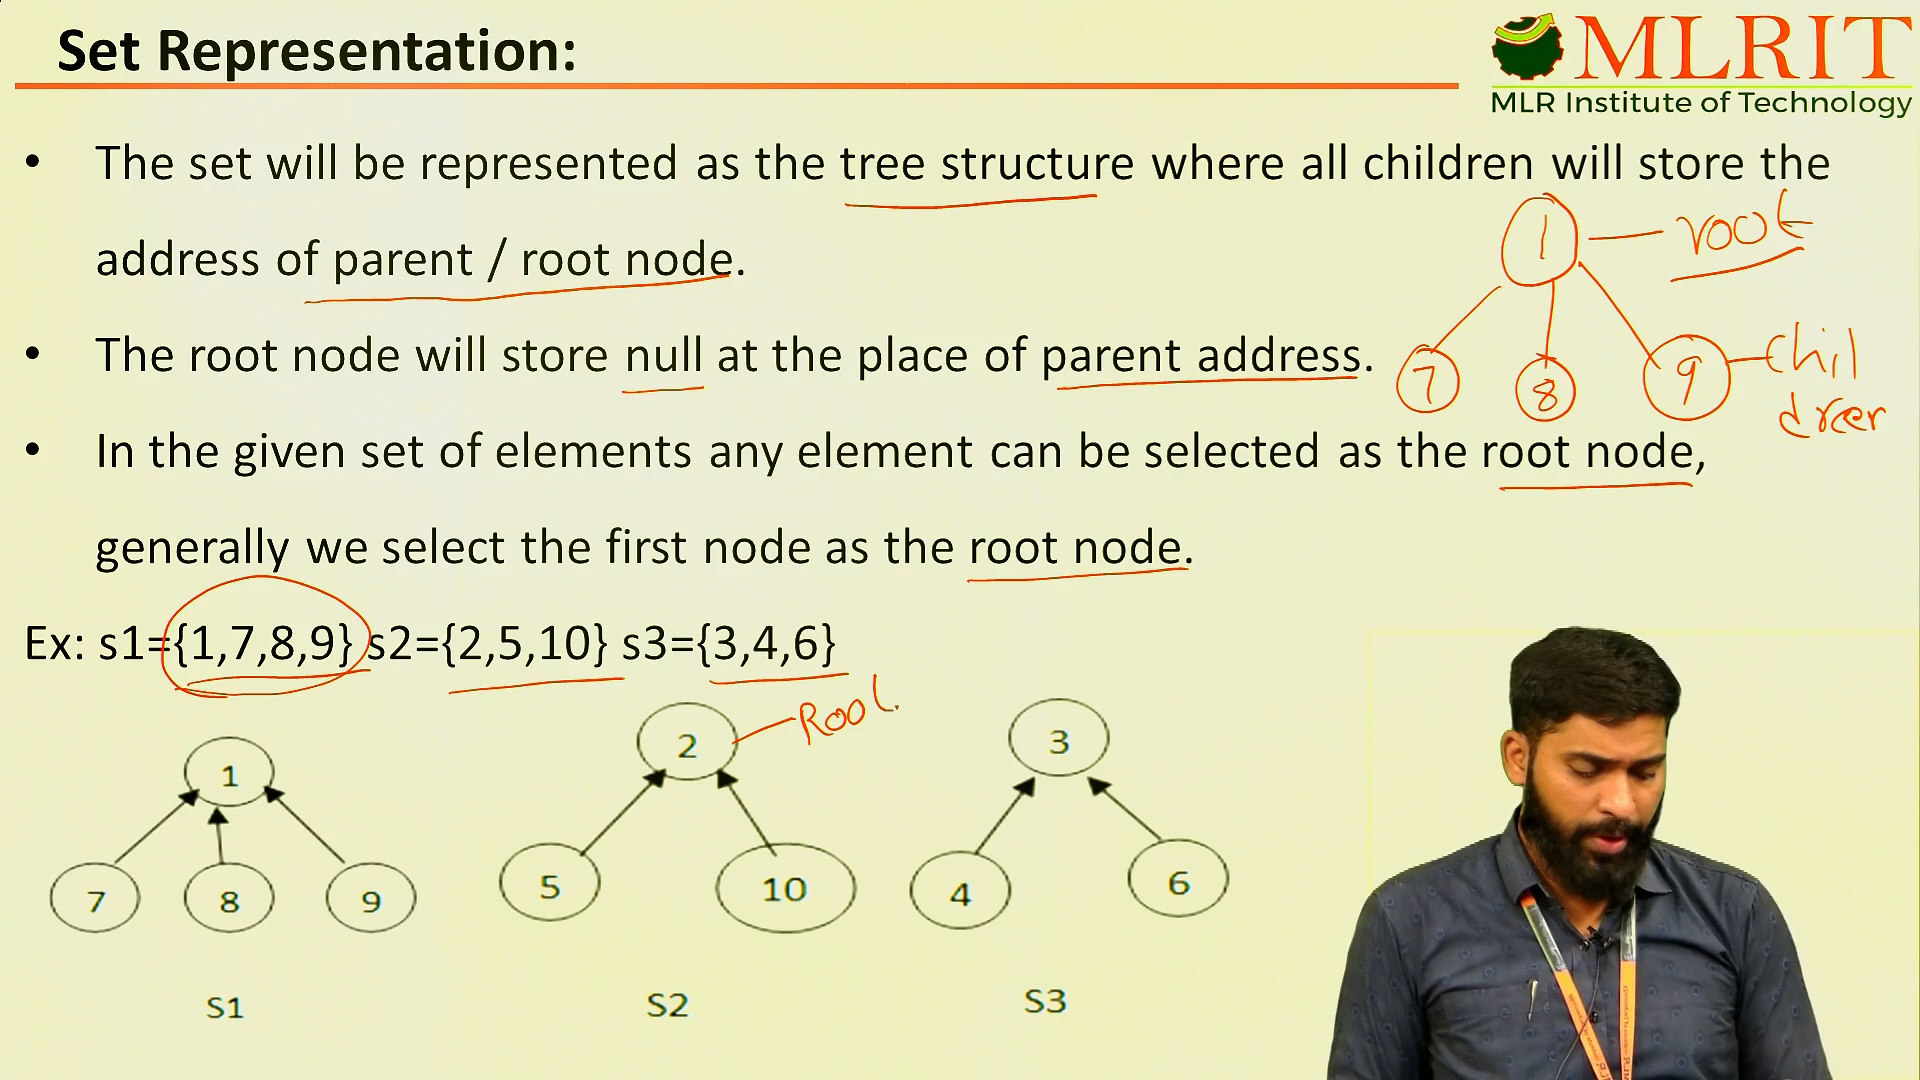 Set Representation:
MLRIT
MLR Institute of Technology
• The set will be represented as the tree structure where all children will store the
address of parent / root node.
1 root
• The root node will store null at the place of parent address.
7 8 9 Chil
dren
• In the given set of elements any element can be selected as the root node,
generally we select the first node as the root node.
Ex: s1={1,7,8,9} s2={2,5,10} s3={3,4,6}
Root
1 2 3
7 8 9 5 10 4 6
S1 S2 S3